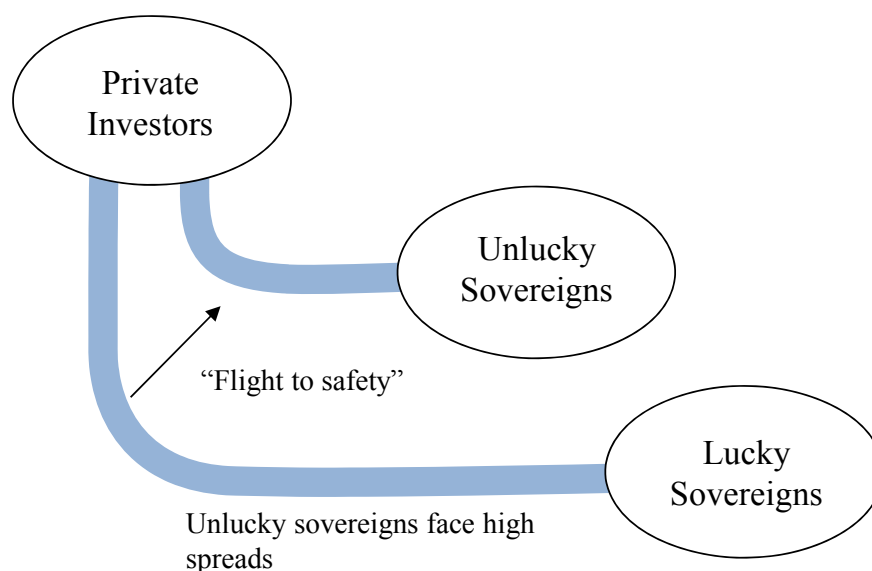 Private
Investors
Unlucky
Sovereigns
“Flight to safety”
Lucky
Sovereigns
Unlucky sovereigns face high
spreads